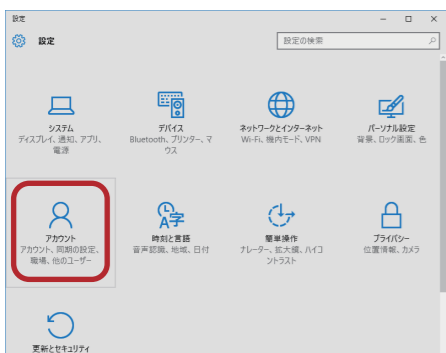 設定
設定
設定の検索
システム
ディスプレイ、通知、アプリ、
電源
デバイス
Bluetooth、プリンター、マ
ウス
ネットワークとインターネット
Wi-Fi、機内モード、VPN
パーソナル設定
背景、ロック画面、色
アカウント
アカウント、同期の設定、
職場、他のユーザー
時刻と言語
音声認識、地域、日付
簡単操作
ナレーター、拡大鏡、ハイコ
ントラスト
プライバシー
位置情報、カメラ
更新とセキュリティ